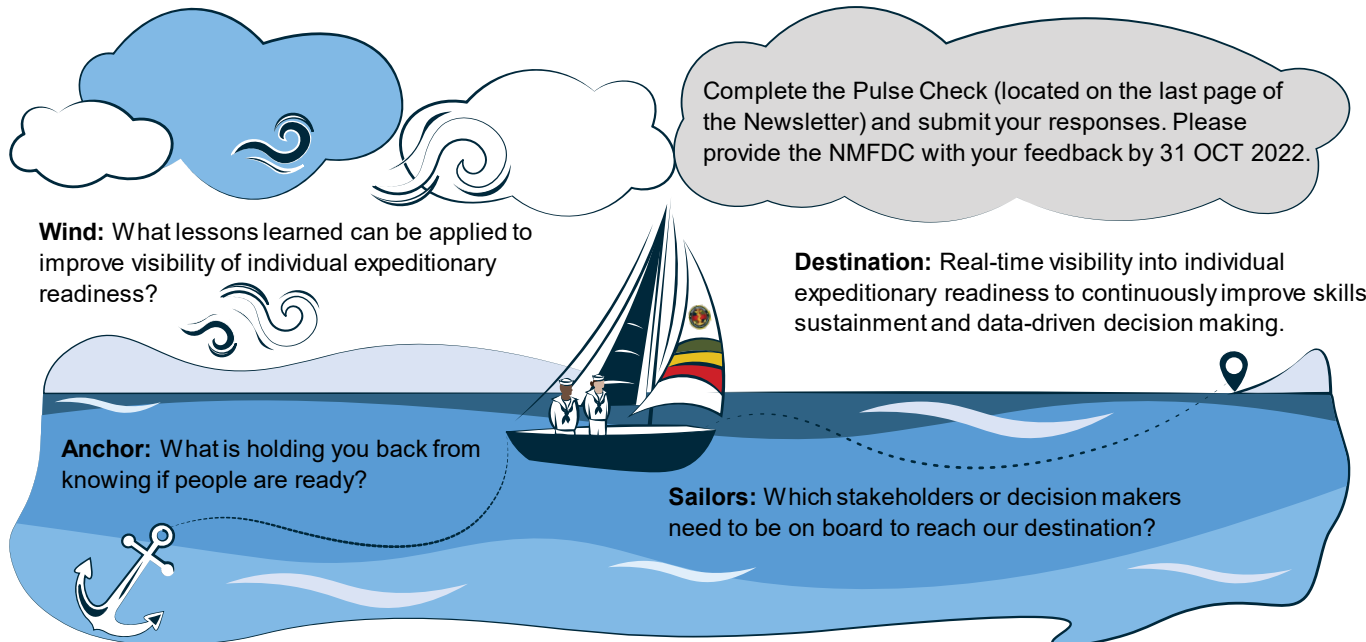 Complete the Pulse Check (located on the last page of
the Newsletter) and submit your responses. Please
provide the NMFDC with your feedback by 31 OCT 2022.
Wind: What lessons learned can be applied to
improve visibility of individual expeditionary
readiness?
Destination: Real-time visibility into individual
expeditionary readiness to continuously improve skills
sustainment and data-driven decision making.
Anchor: What is holding you back from
knowing if people are ready?
Sailors: Which stakeholders or decision makers
need to be on board to reach our destination?